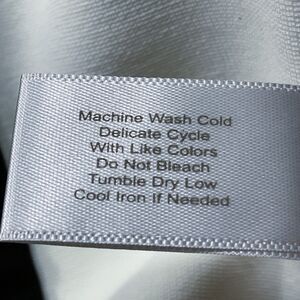 Machine Wash Cold
Delicate Cycle
With Like Colors
Do Not Bleach
Tumble Dry Low
Cool Iron If Needed